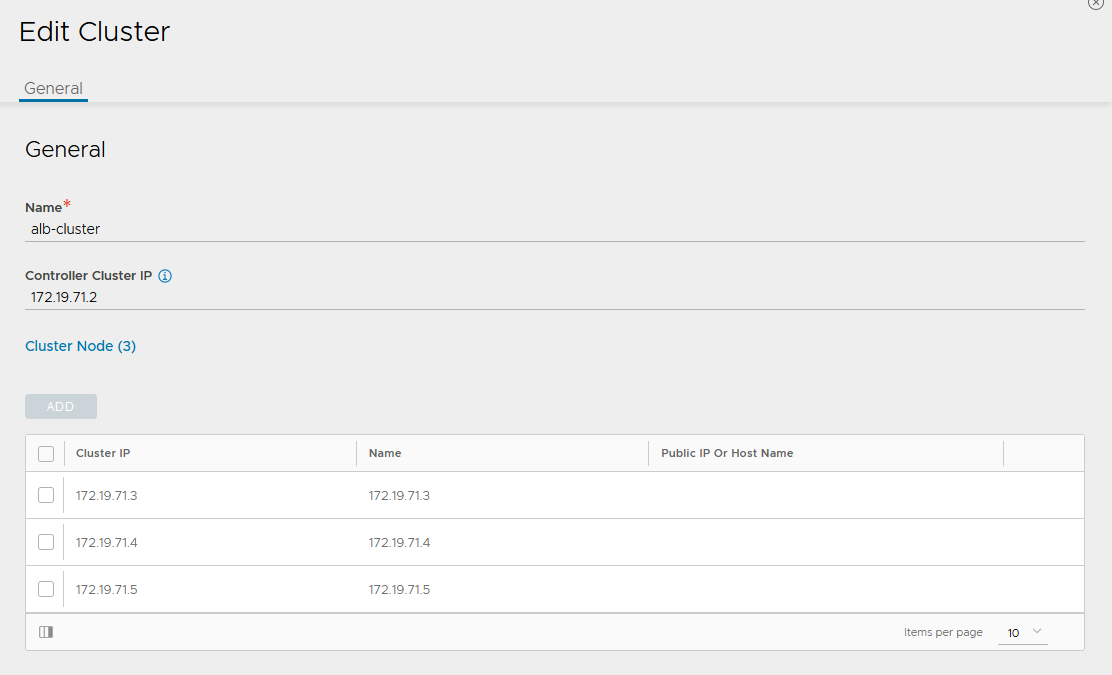 Edit Cluster
General
General
Name*
alb-cluster
Controller Cluster IP
172.19.71.2
Cluster Node (3)
ADD
Cluster IP Name Public IP Or Host Name
172.19.71.3 172.19.71.3
172.19.71.4 172.19.71.4
172.19.71.5 172.19.71.5
Items per page 10